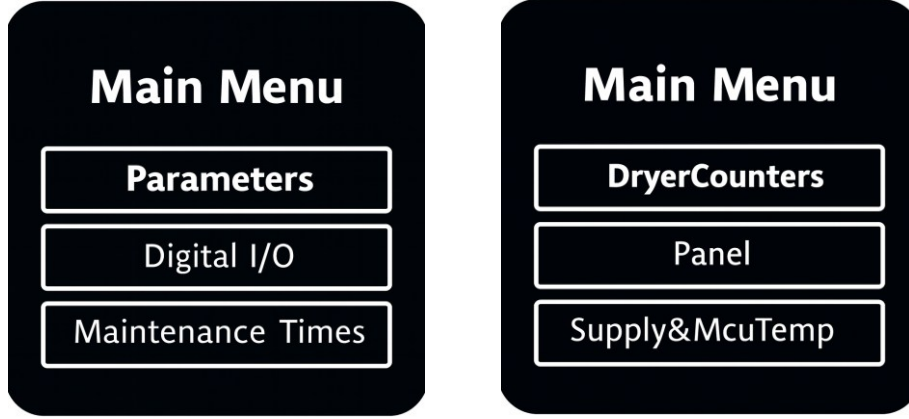 Main Menu
Parameters
Digital I/O
Maintenance Times
Main Menu
DryerCounters
Panel
Supply&McuTemp